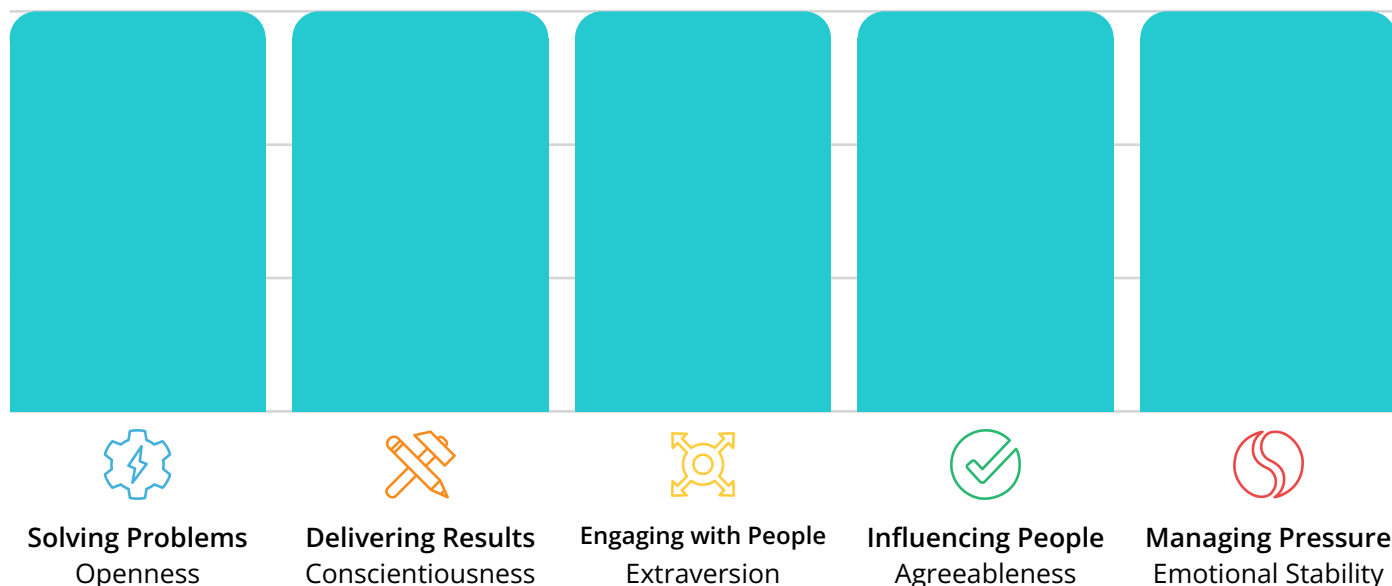 Solving Problems
Openness
Delivering Results
Conscientiousness
Engaging with People
Extraversion
Influencing People
Agreeableness
Managing Pressure
Emotional Stability